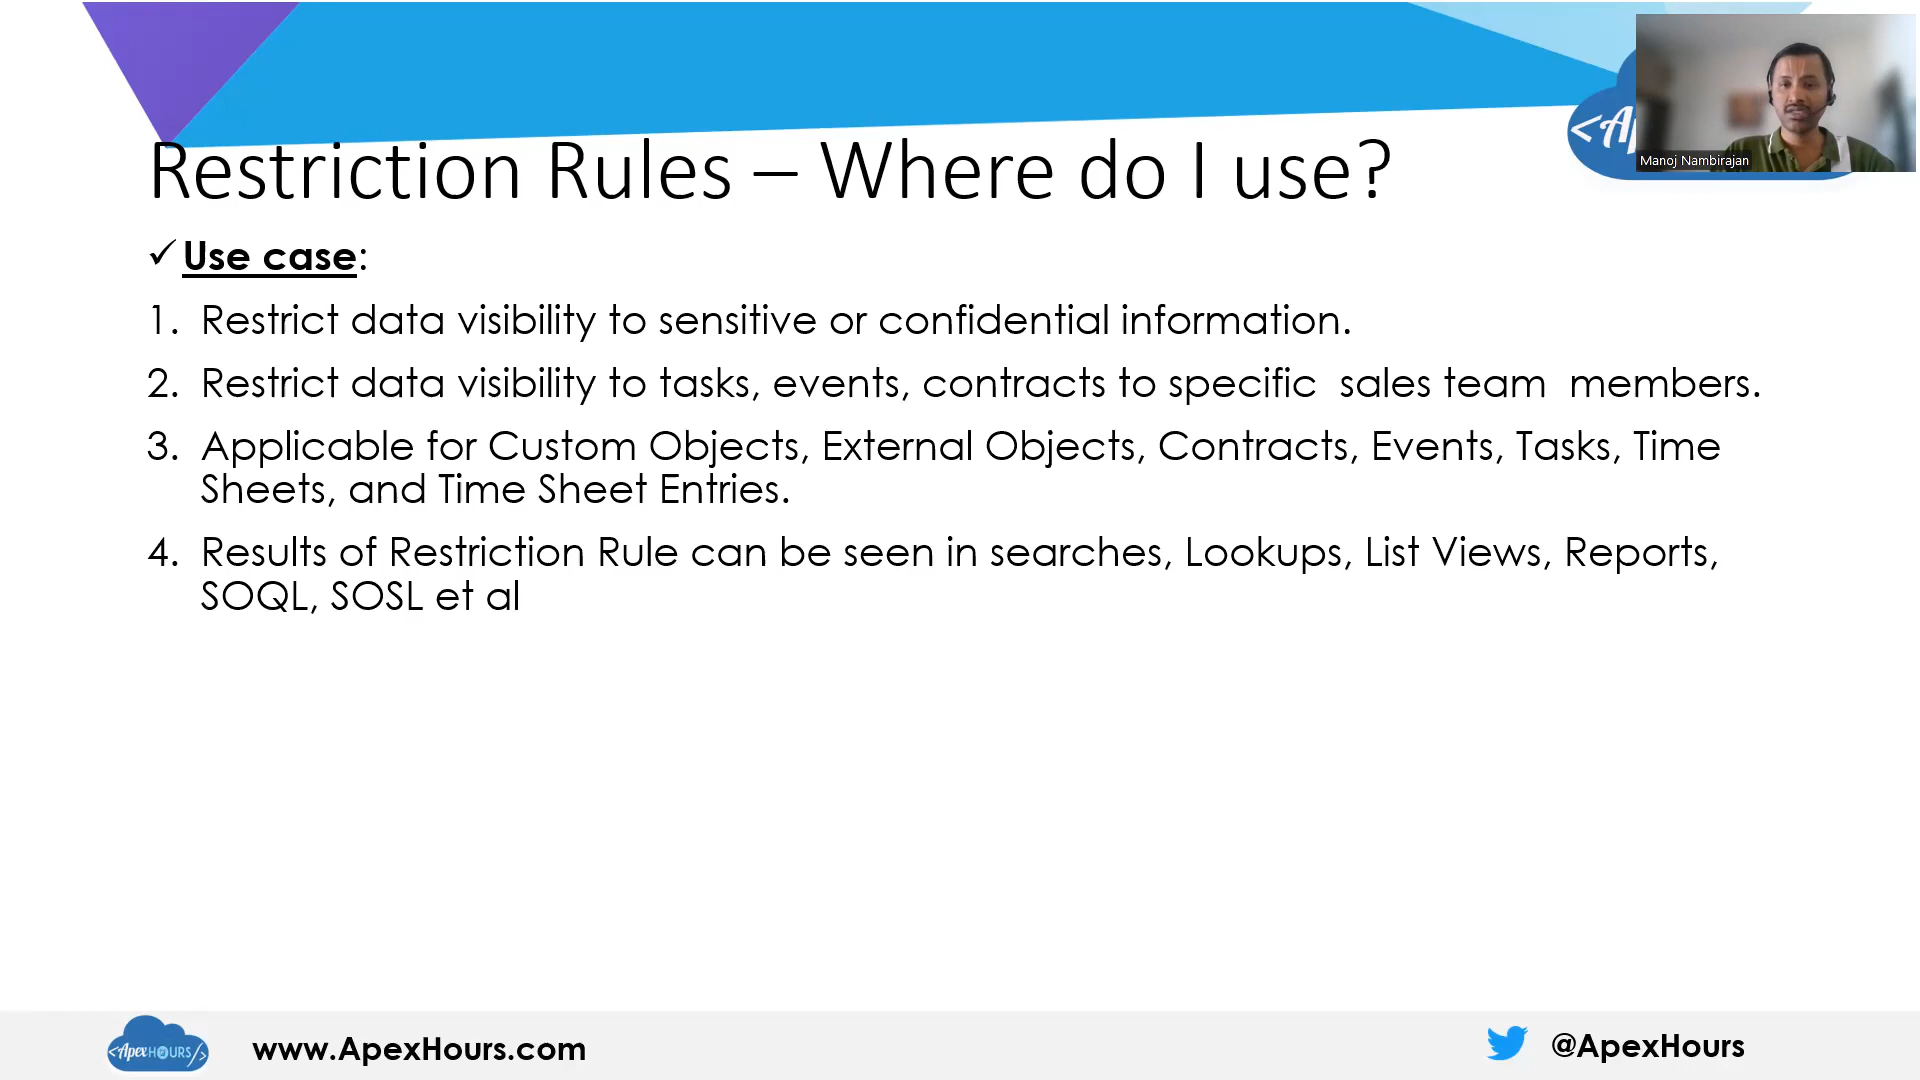 Restriction Rules – Where do I use?
<A
Manoj Nambirajan
✓ Use case:
1. Restrict data visibility to sensitive or confidential information.
2. Restrict data visibility to tasks, events, contracts to specific sales team members.
3. Applicable for Custom Objects, External Objects, Contracts, Events, Tasks, Time
Sheets, and Time Sheet Entries.
4. Results of Restriction Rule can be seen in searches, Lookups, List Views, Reports,
SOQL, SOSL et al
<ApexHOURS/>
www.ApexHours.com
@ApexHours